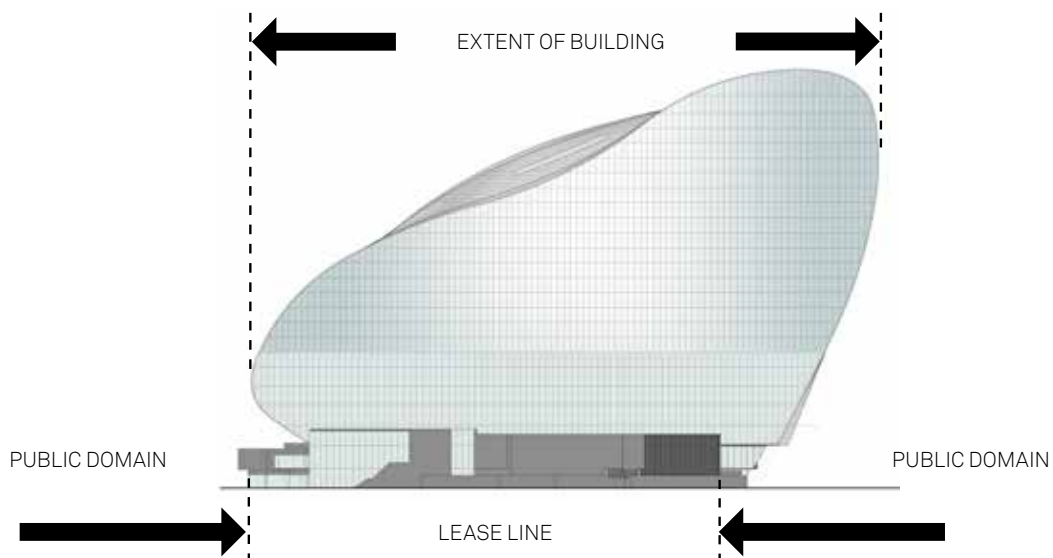 EXTENT OF BUILDING
PUBLIC DOMAIN
PUBLIC DOMAIN
LEASE LINE